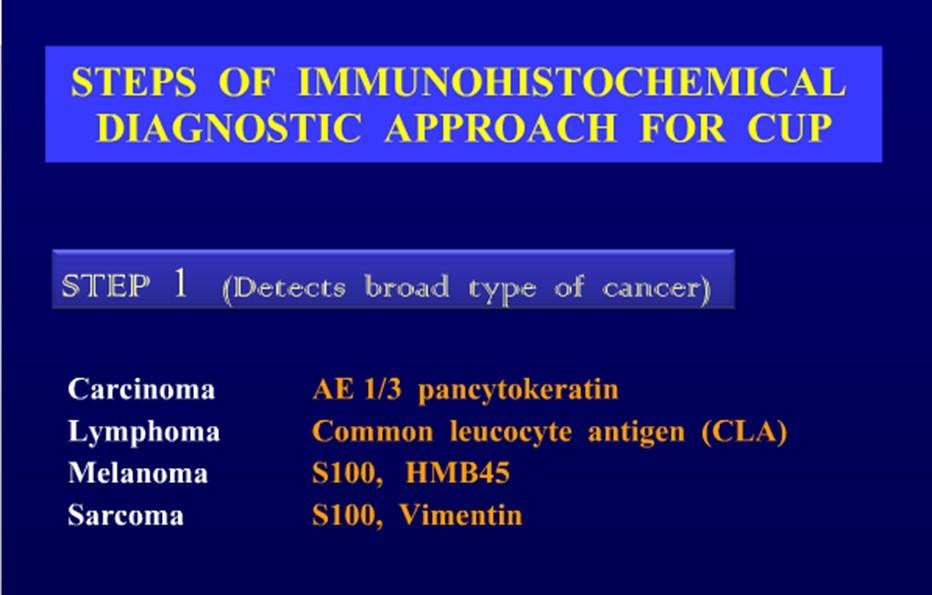 STEPS OF IMMUNOHISTOCHEMICAL
DIAGNOSTIC APPROACH FOR CUP
STEP 1 (Detects broad type of cancer)
Carcinoma AE 1/3 pancytokeratin
Lymphoma Common leucocyte antigen (CLA)
Melanoma S100, HMB45
Sarcoma S100, Vimentin